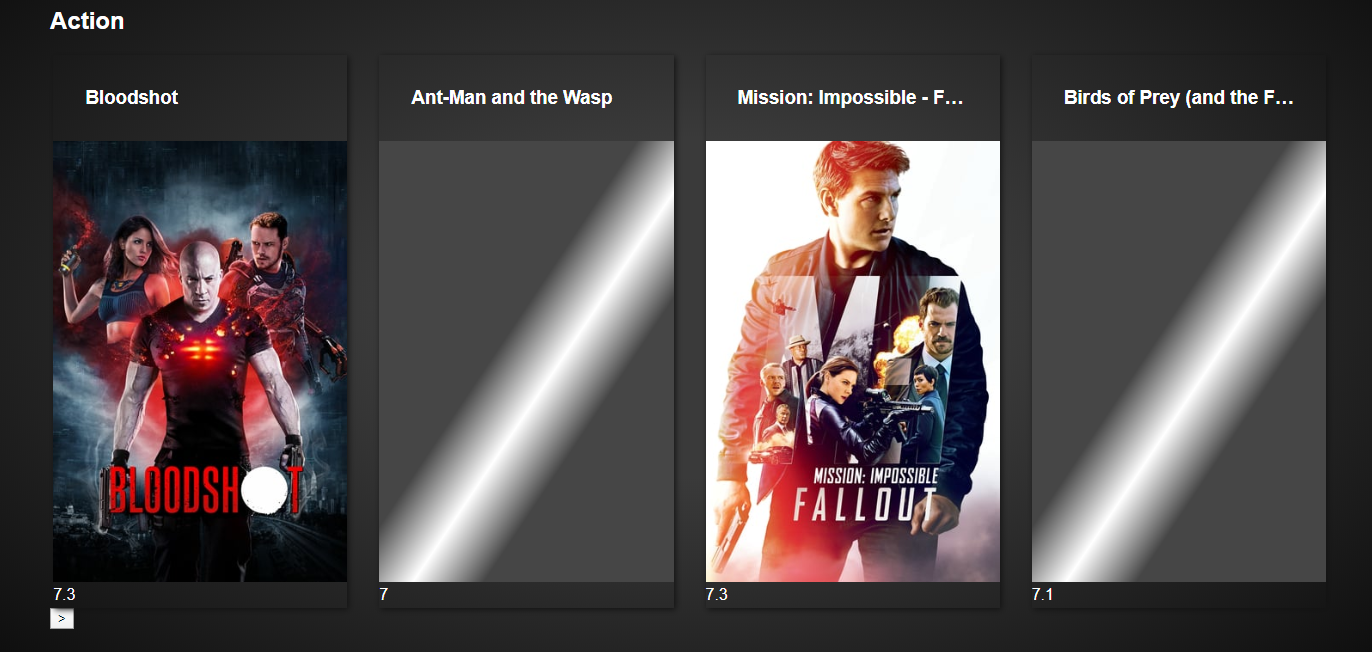 Action
Bloodshot
Ant-Man and the Wasp
Mission: Impossible - F...
Birds of Prey (and the F...
BLOODSHOT
MISSION: IMPOSSIBLE
FALLOUT
7.3
7
7.3
7.1
>